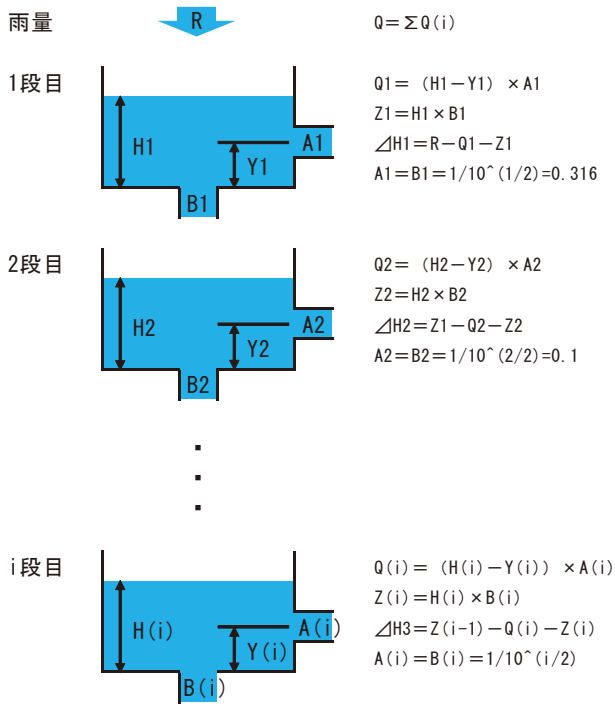 雨量
R
Q=ΣQ(i)
1段目
H1
Y1
A1
B1
Q1= (H1-Y1) ×A1
Z1=H1×B1
⊿H1=R-Q1-Z1
A1=B1=1/10^(1/2)=0.316
2段目
H2
Y2
A2
B2
Q2= (H2-Y2) ×A2
Z2=H2×B2
⊿H2=Z1-Q2-Z2
A2=B2=1/10^(2/2)=0.1
i段目
H(i)
Y(i)
A(i)
B(i)
Q(i)= (H(i)-Y(i)) ×A(i)
Z(i)=H(i)×B(i)
⊿H3=Z(i-1)-Q(i)-Z(i)
A(i)=B(i)=1/10^(i/2)